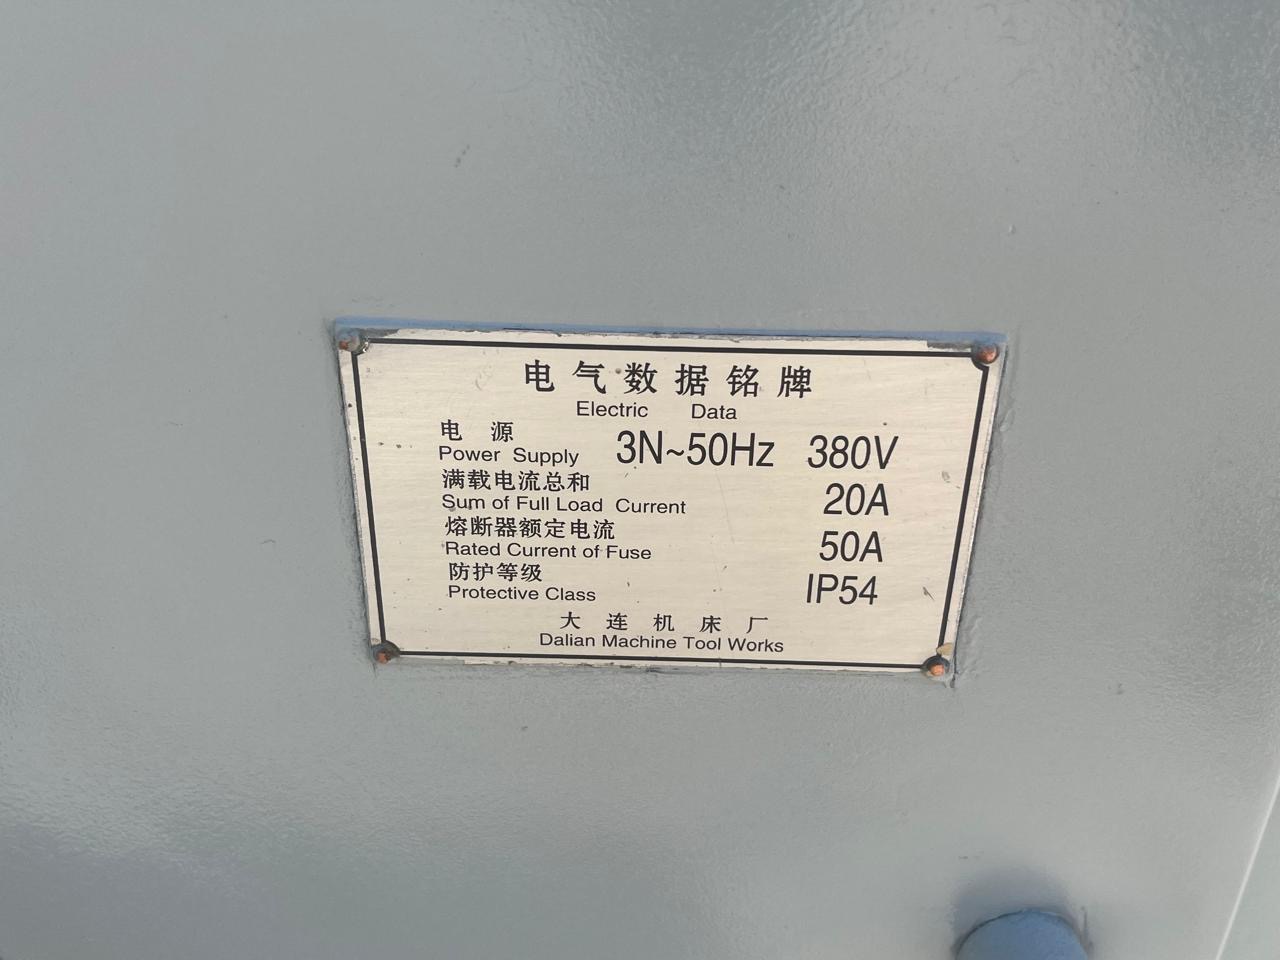 电气数据铭牌
Electric Data
电源
Power Supply 3N~50Hz 380V
满载电流总和
Sum of Full Load Current 20A
熔断器额定电流
Rated Current of Fuse 50A
防护等级
Protective Class IP54
大连机床厂
Dalian Machine Tool Works